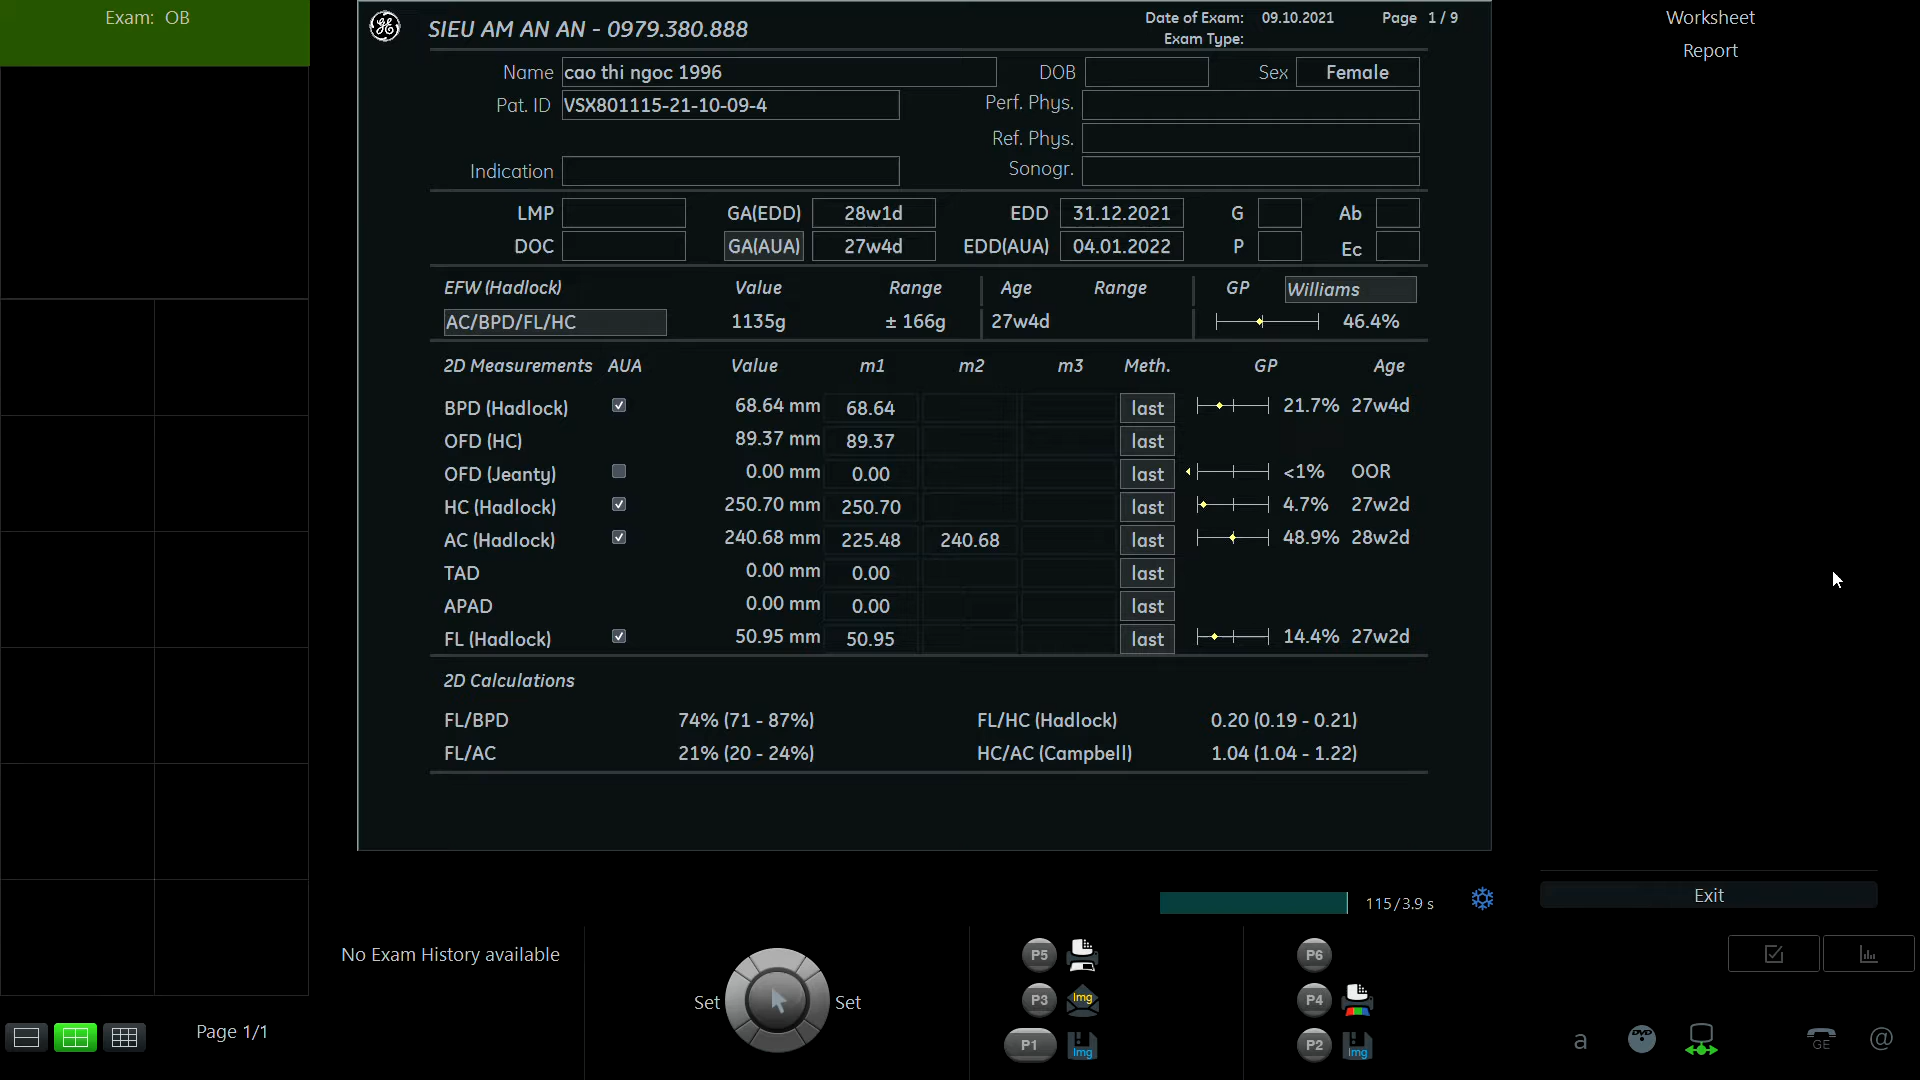 Exam: OB
SIEU AM AN AN - 0979.380.888
Date of Exam: 09.10.2021 Page 1 / 9
Exam Type:
Worksheet
Report
Name cao thi ngoc 1996 DOB Sex Female
Pat. ID VSX801115-21-10-09-4 Perf. Phys.
Ref. Phys.
Indication Sonogr.
LMP GA(EDD) 28w1d EDD 31.12.2021 G Ab
DOC GA(AUA) 27w4d EDD(AUA) 04.01.2022 P Ec
EFW (Hadlock) Value Range Age Range GP Williams
AC/BPD/FL/HC 1135g ± 166g 27w4d 46.4%
2D Measurements AUA Value m1 m2 m3 Meth. GP Age
BPD (Hadlock) 68.64 mm 68.64 last 21.7% 27w4d
OFD (HC) 89.37 mm 89.37 last
OFD (Jeanty) 0.00 mm 0.00 last <1% OOR
HC (Hadlock) 250.70 mm 250.70 last 4.7% 27w2d
AC (Hadlock) 240.68 mm 225.48 240.68 last 48.9% 28w2d
TAD 0.00 mm 0.00 last
APAD 0.00 mm 0.00 last
FL (Hadlock) 50.95 mm 50.95 last 14.4% 27w2d
2D Calculations
FL/BPD 74% (71 - 87%) FL/HC (Hadlock) 0.20 (0.19 - 0.21)
FL/AC 21% (20 - 24%) HC/AC (Campbell) 1.04 (1.04 - 1.22)
115/3.9 s
Exit
No Exam History available
Set Set
P5 P6
P3 Img P4
P1 Img P2 Img
Page 1/1
a DVD GE @